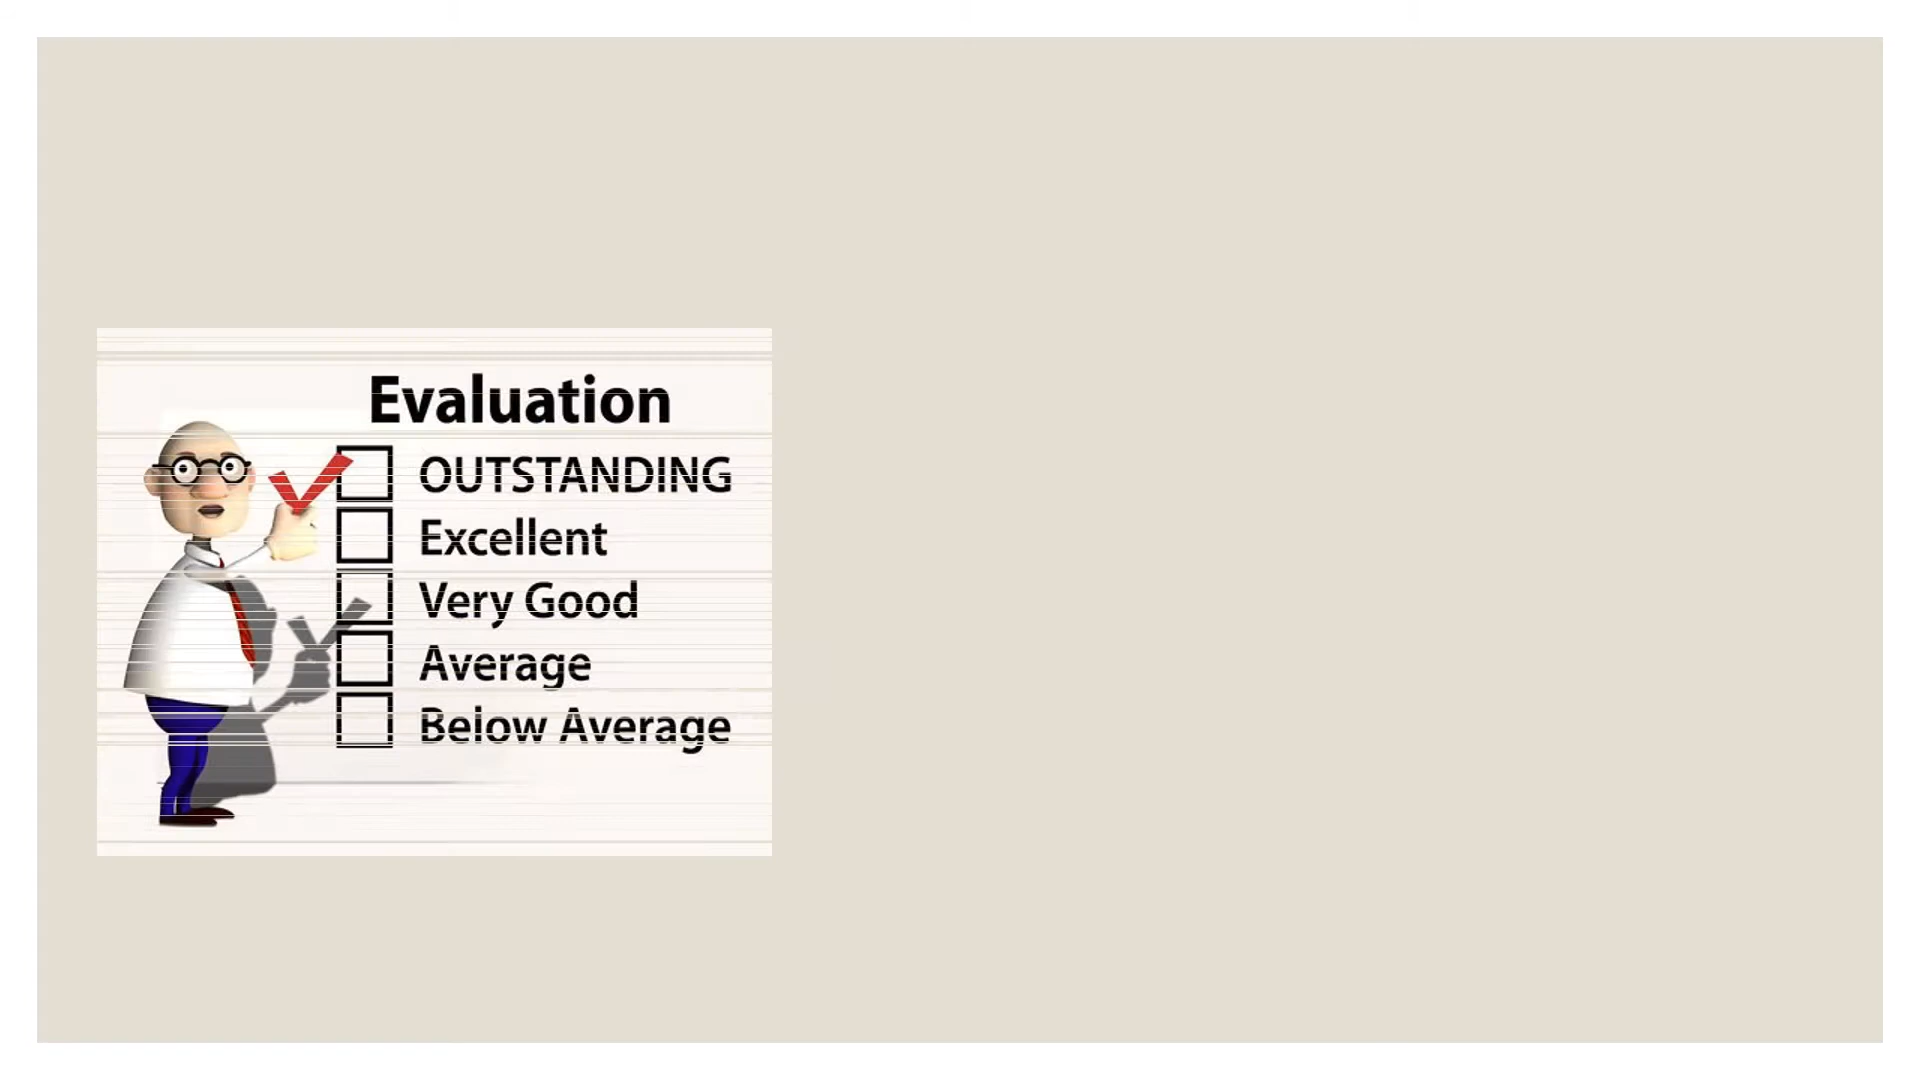 Evaluation
OUTSTANDING
Excellent
Very Good
Average
Below Average